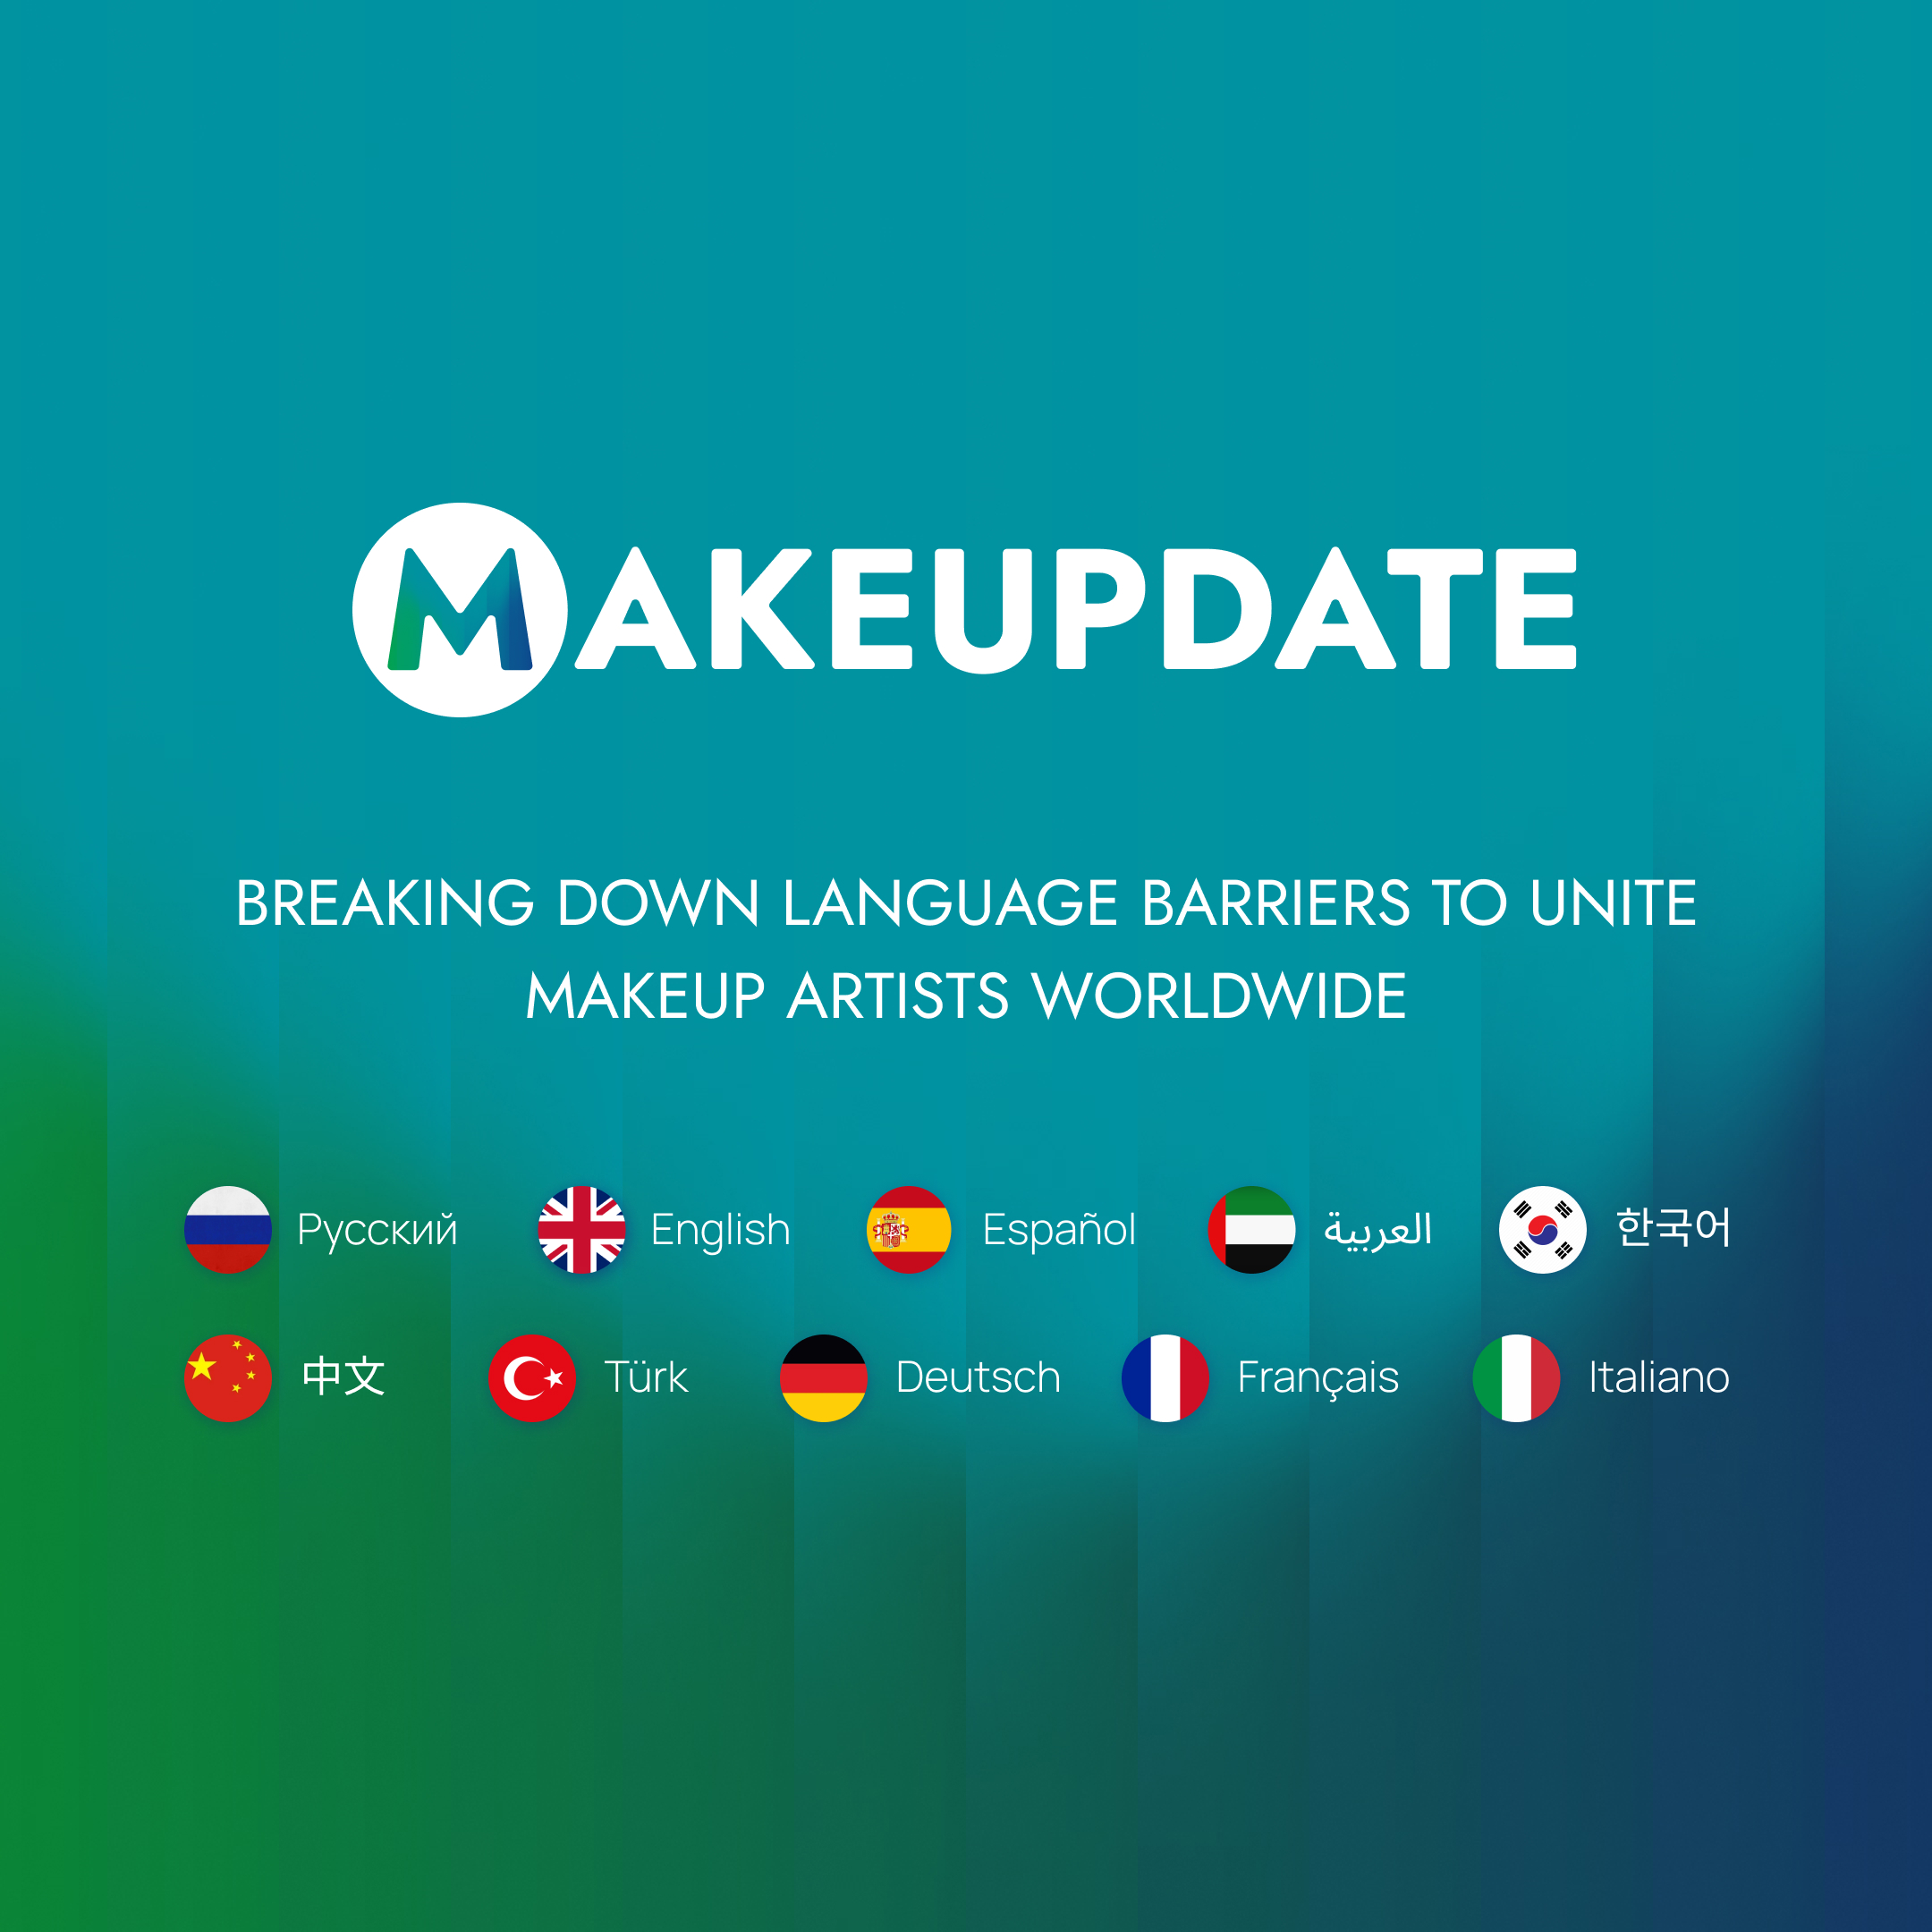 MAKEUPDATE
BREAKING DOWN LANGUAGE BARRIERS TO UNITE
MAKEUP ARTISTS WORLDWIDE
Русский English Español العربية 한국어
中文 Türk Deutsch Français Italiano